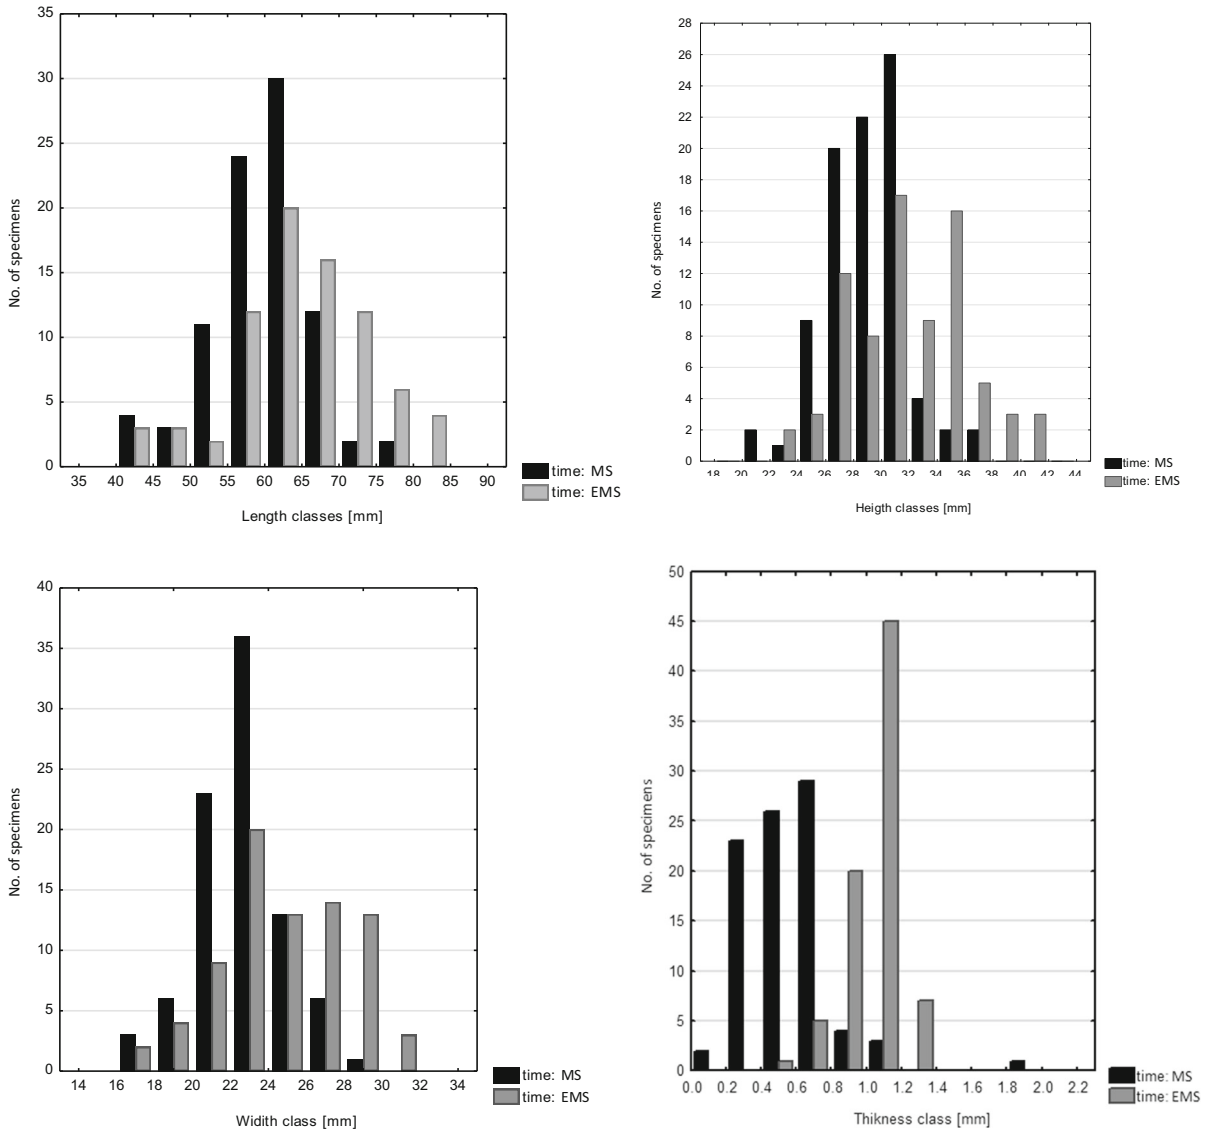 35
30
25
20
15
10
5
0
No. of specimens
35 40 45 50 55 60 65 70 75 80 85 90
Length classes [mm]
time: MS
time: EMS
28
26
24
22
20
18
16
14
12
10
8
6
4
2
0
No. of specimens
18 20 22 24 26 28 30 32 34 36 38 40 42 44
Heigth classes [mm]
time: MS
time: EMS
40
35
30
25
20
15
10
5
0
No. of specimens
14 16 18 20 22 24 26 28 30 32 34
Widith class [mm]
time: MS
time: EMS
50
45
40
35
30
25
20
15
10
5
0
No. of specimens
0.0 0.2 0.4 0.6 0.8 1.0 1.2 1.4 1.6 1.8 2.0 2.2
Thikness class [mm]
time: MS
time: EMS